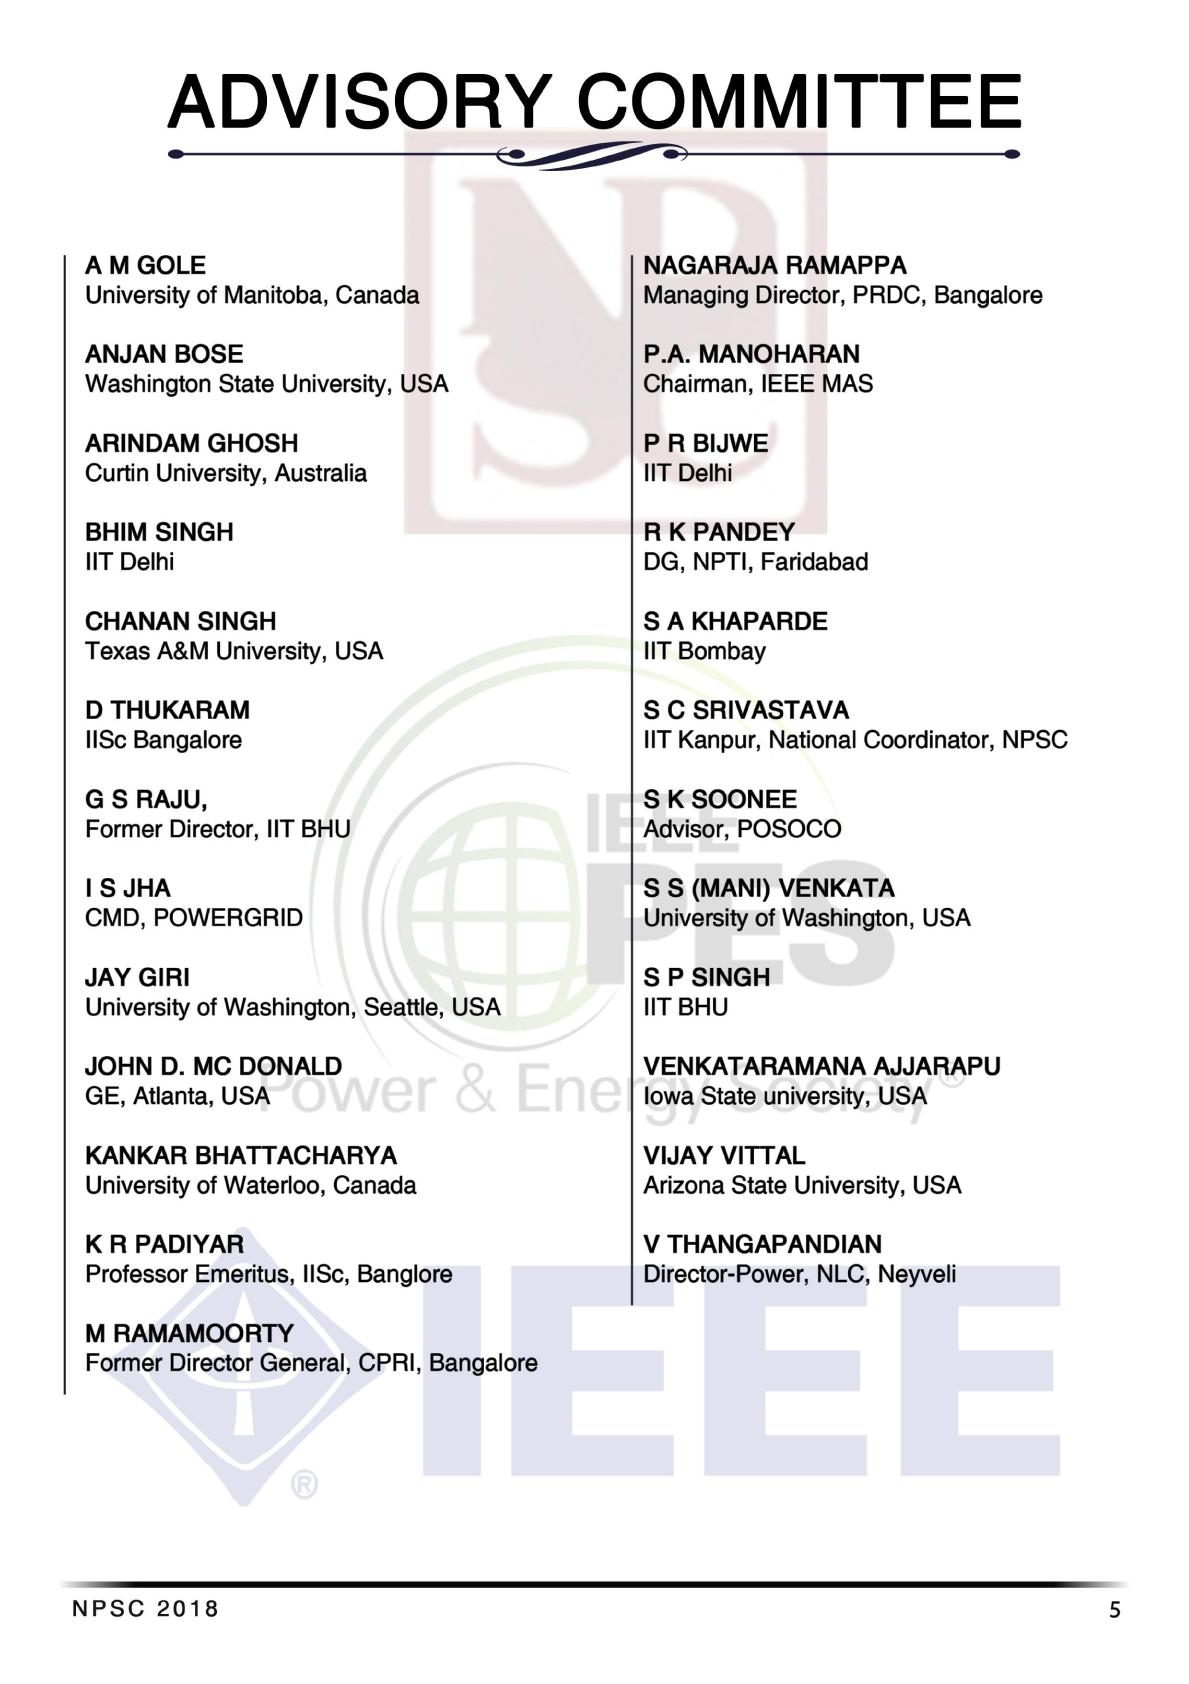 ADVISORY COMMITTEE
A M GOLE
University of Manitoba, Canada
ANJAN BOSE
Washington State University, USA
ARINDAM GHOSH
Curtin University, Australia
BHIM SINGH
IIT Delhi
CHANAN SINGH
Texas A&M University, USA
D THUKARAM
IISc Bangalore
G S RAJU,
Former Director, IIT BHU
I S JHA
CMD, POWERGRID
JAY GIRI
University of Washington, Seattle, USA
JOHN D. MC DONALD
GE, Atlanta, USA
KANKAR BHATTACHARYA
University of Waterloo, Canada
K R PADIYAR
Professor Emeritus, IISc, Banglore
M RAMAMOORTY
Former Director General, CPRI, Bangalore
NAGARAJA RAMAPPA
Managing Director, PRDC, Bangalore
P.A. MANOHARAN
Chairman, IEEE MAS
P R BIJWE
IIT Delhi
R K PANDEY
DG, NPTI, Faridabad
S A KHAPARDE
IIT Bombay
S C SRIVASTAVA
IIT Kanpur, National Coordinator, NPSC
S K SOONEE
Advisor, POSOCO
S S (MANI) VENKATA
University of Washington, USA
S P SINGH
IIT BHU
VENKATARAMANA AJJARAPU
Iowa State university, USA
VIJAY VITTAL
Arizona State University, USA
V THANGAPANDIAN
Director-Power, NLC, Neyveli
NPSC
IEEE
PES
Power & Energy Society®
IEEE
®
NPSC 2018
5